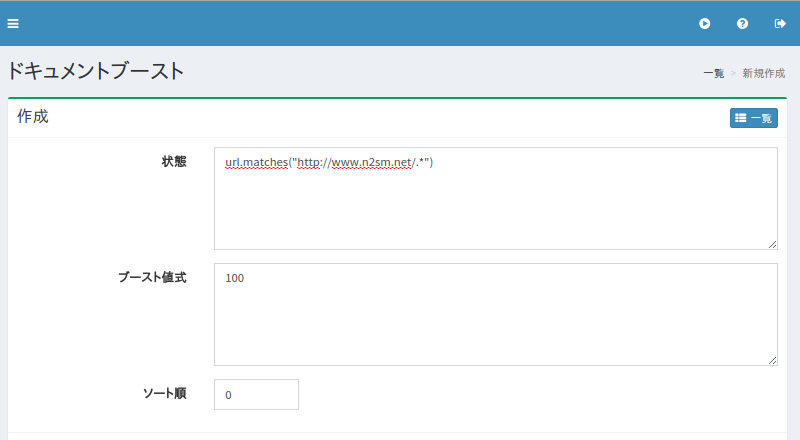 ドキュメントブースト
一覧 > 新規作成
作成
一覧
状態
url.matches("http://www.n2sm.net/.*")
ブースト値式
100
ソート順
0